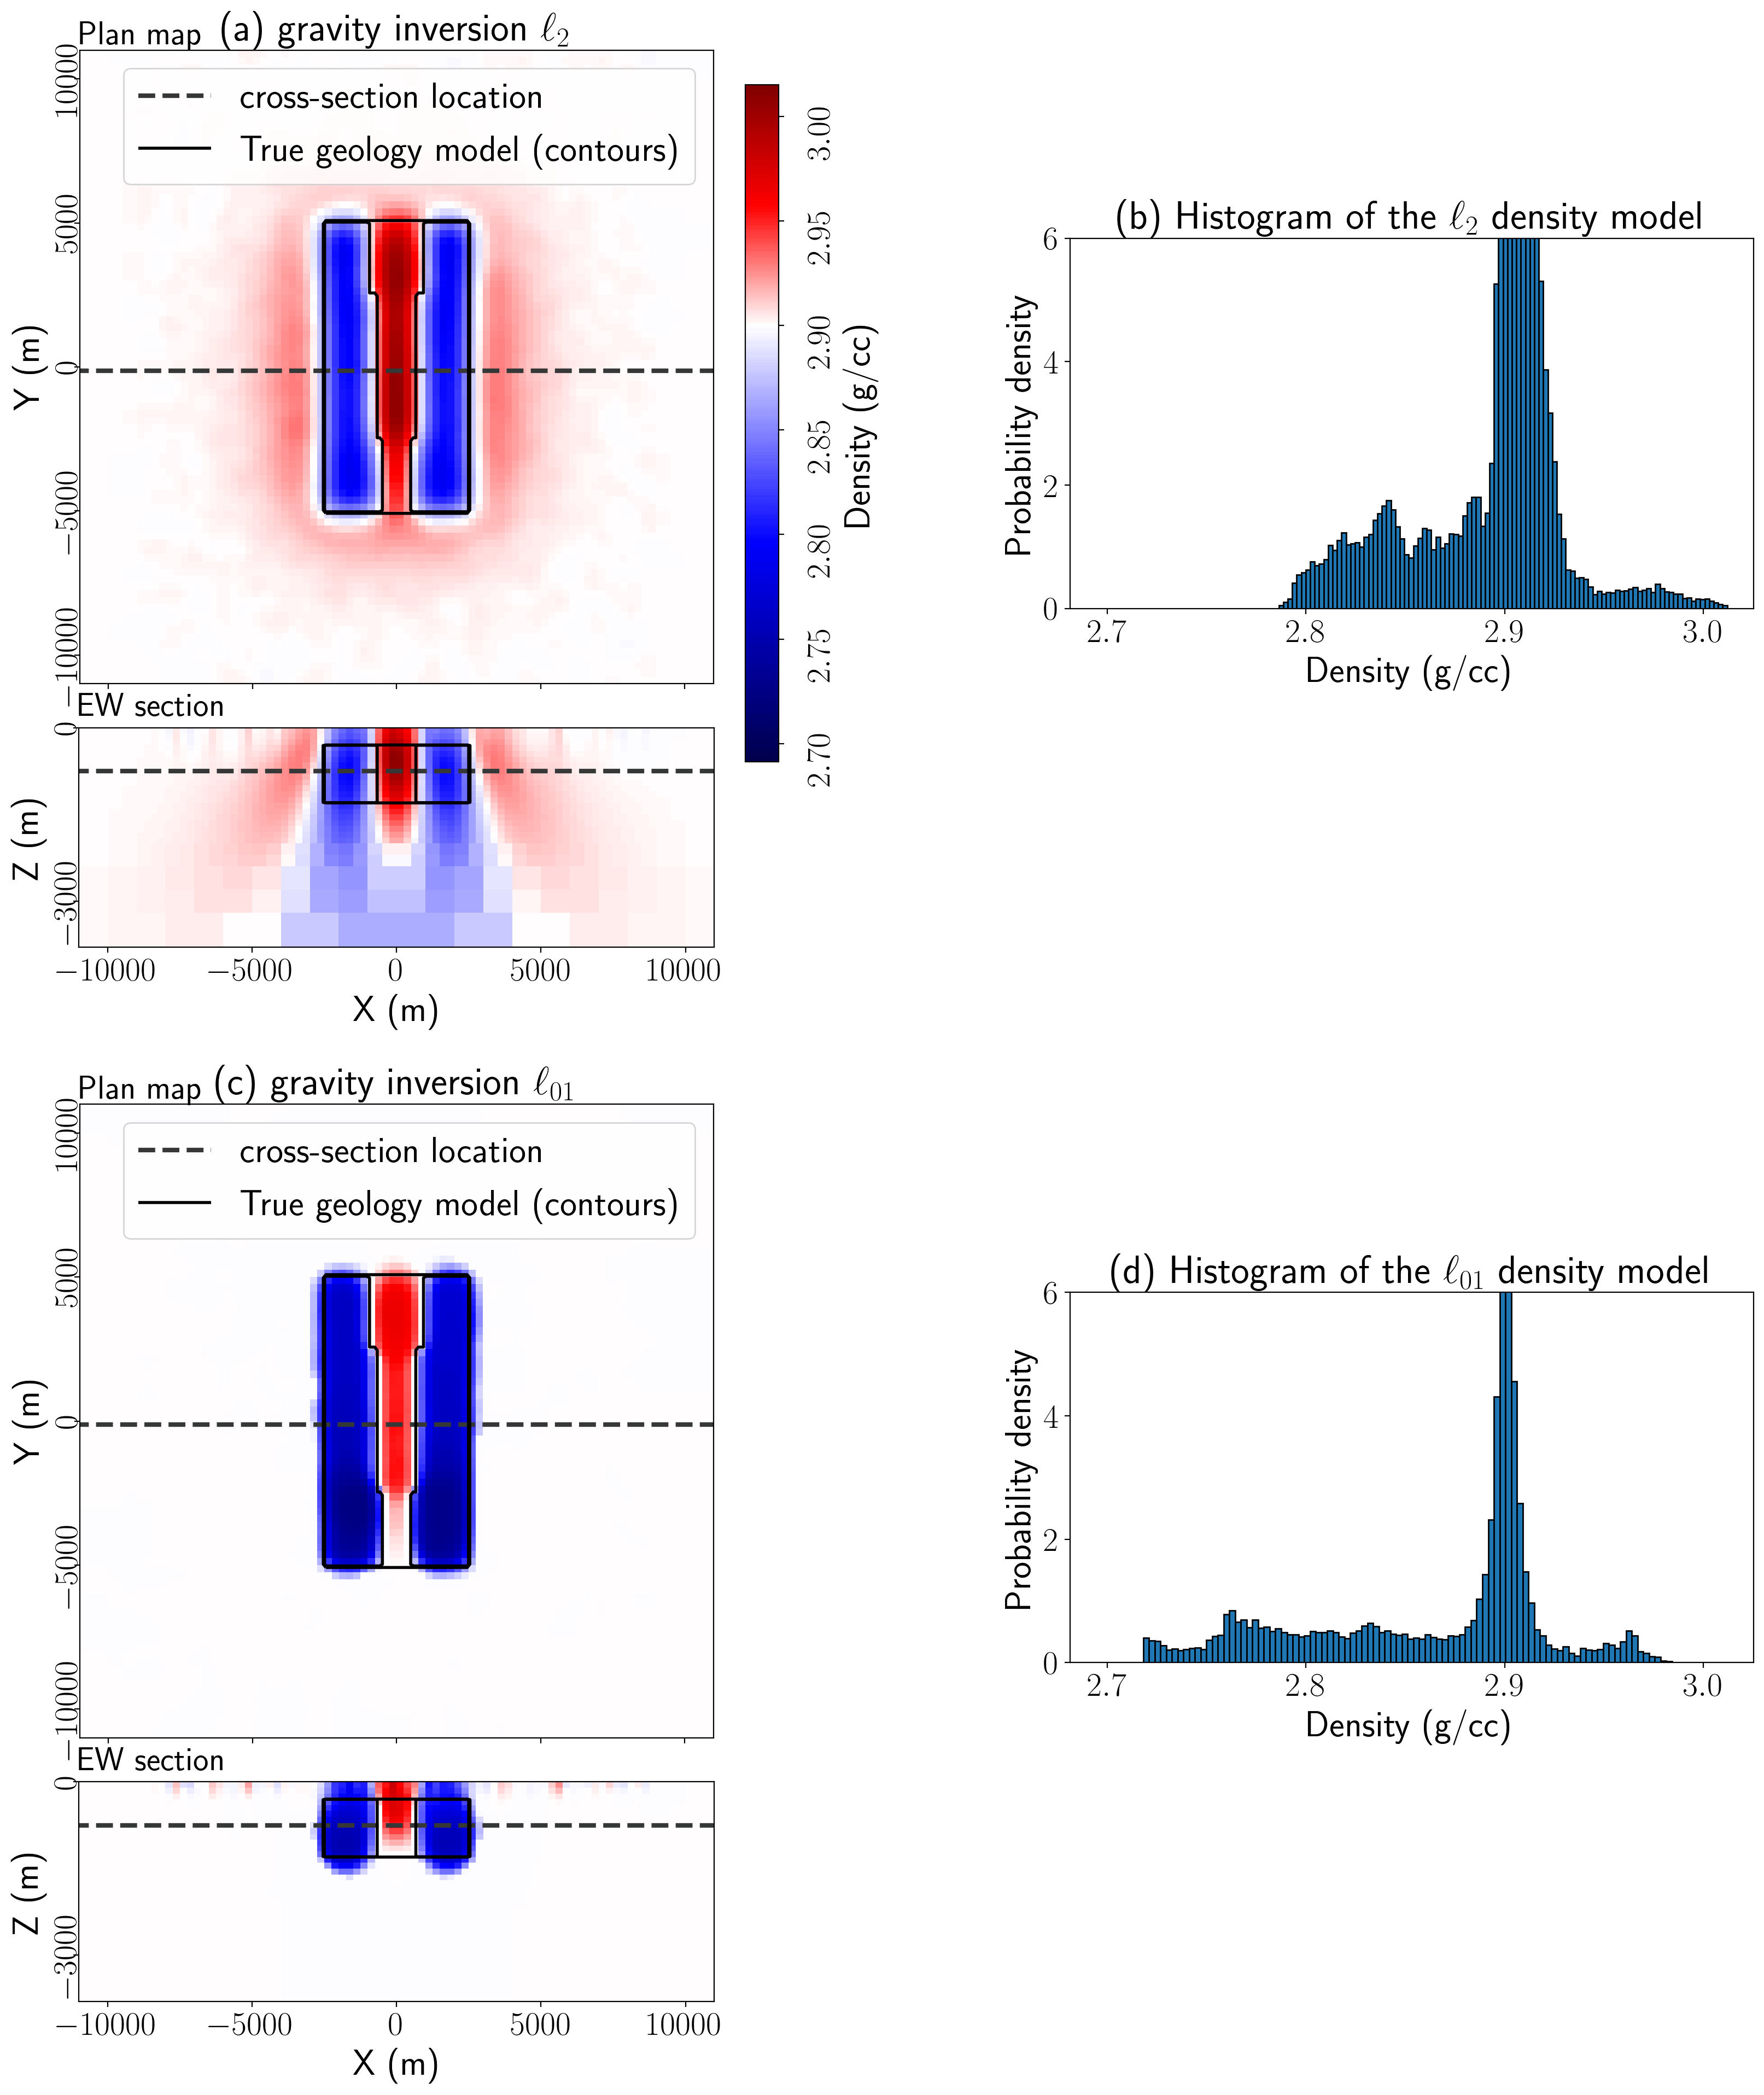 Plan map (a) gravity inversion ℓ₂
cross-section location
True geology model (contours)
10000
5000
0
−5000
−10000
Y (m)
3.00
2.95
2.90
2.85
2.80
2.75
2.70
Density (g/cc)
EW section
0
−3000
Z (m)
−10000 −5000 0 5000 10000
X (m)
(b) Histogram of the ℓ₂ density model
6
4
2
0
Probability density
2.7 2.8 2.9 3.0
Density (g/cc)
Plan map (c) gravity inversion ℓ₀₁
cross-section location
True geology model (contours)
10000
5000
0
−5000
−10000
Y (m)
EW section
0
−3000
Z (m)
−10000 −5000 0 5000 10000
X (m)
(d) Histogram of the ℓ₀₁ density model
6
4
2
0
Probability density
2.7 2.8 2.9 3.0
Density (g/cc)